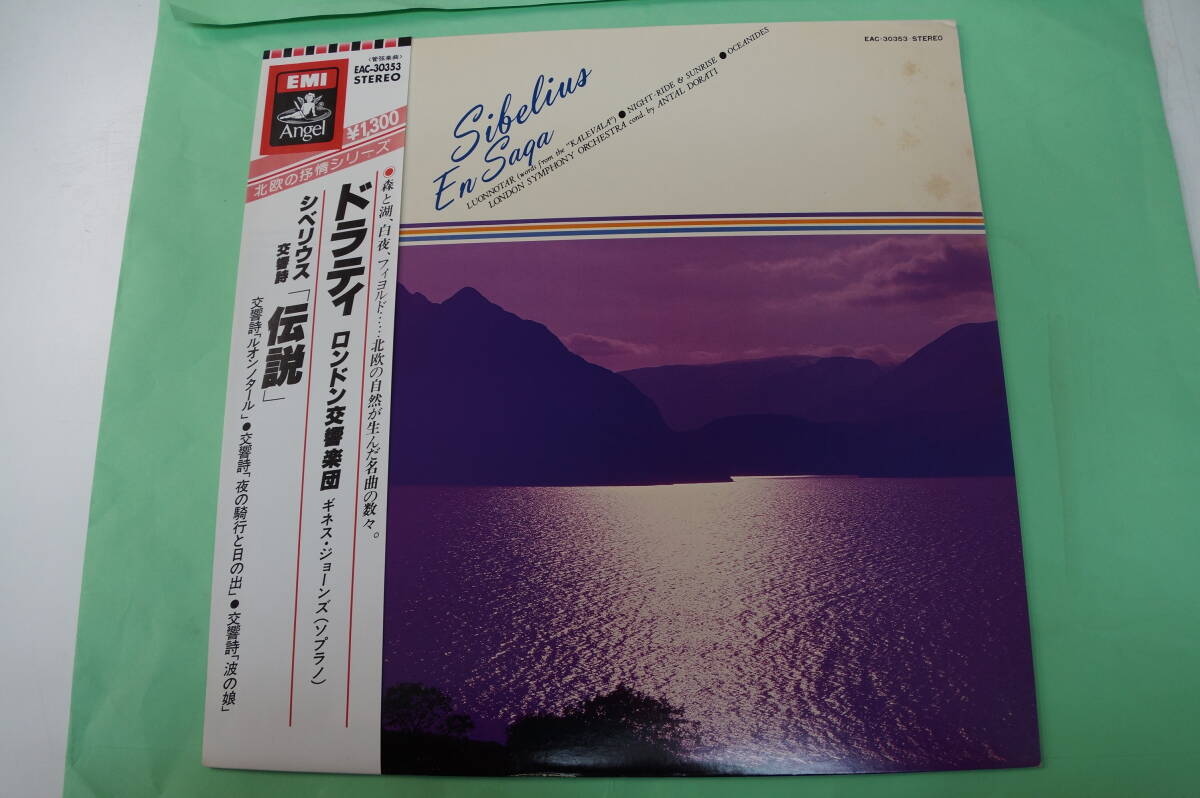 〈管弦楽曲〉
EAC-30353
STEREO
EMI
Angel
¥1,300
北欧の抒情シリーズ
●森と湖、白夜、フィヨルド……北欧の自然が生んだ名曲の数々。
ドラティ ロンドン交響楽団 ギネス・ジョーンズ(ソプラノ)
シベリウス
交響詩「伝説」
交響詩「ルオンノタール」●交響詩「夜の騎行と日の出」●交響詩「波の娘」
EAC-30353 STEREO
Sibelius
En Saga
LUONNOTAR (words from the "KALEVALA") ● NIGHT-RIDE & SUNRISE ● OCEANIDES
LONDON SYMPHONY ORCHESTRA cond. by ANTAL DORATI